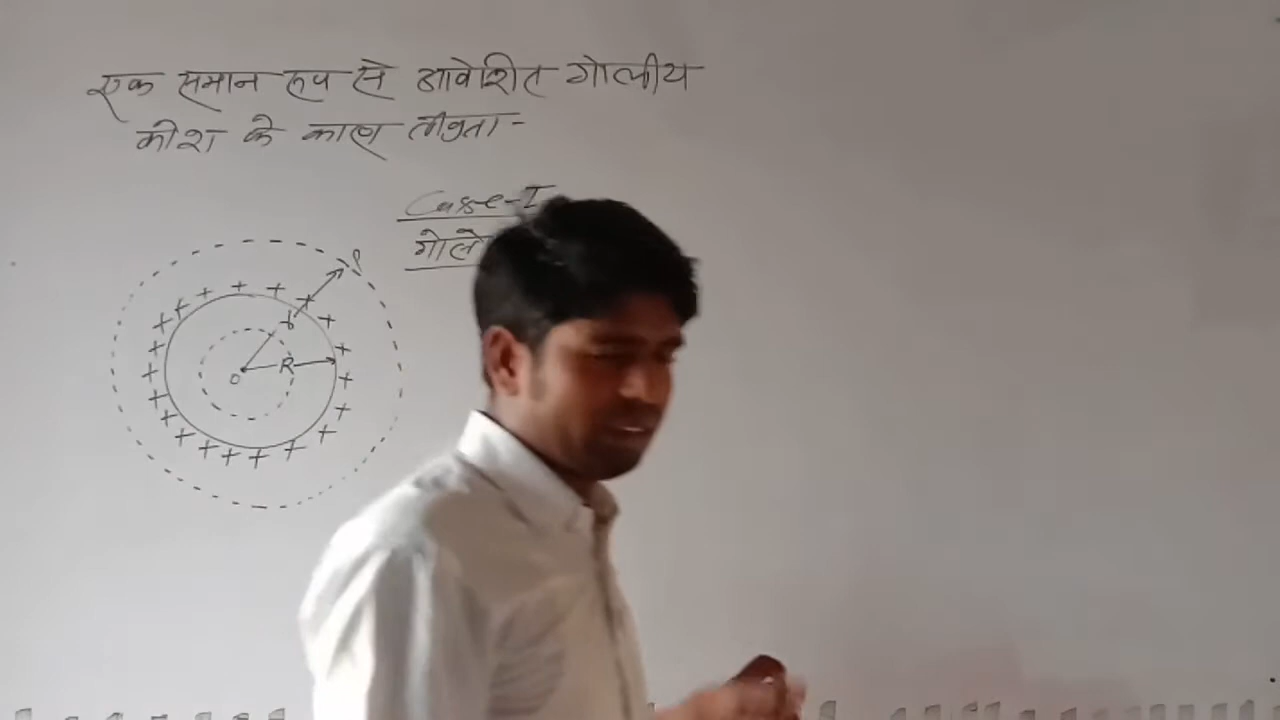 एक समान रूप से आवेशित गोलीय
कोश के कारण तीव्रता -
Case-I
गोले
P
r
R
O